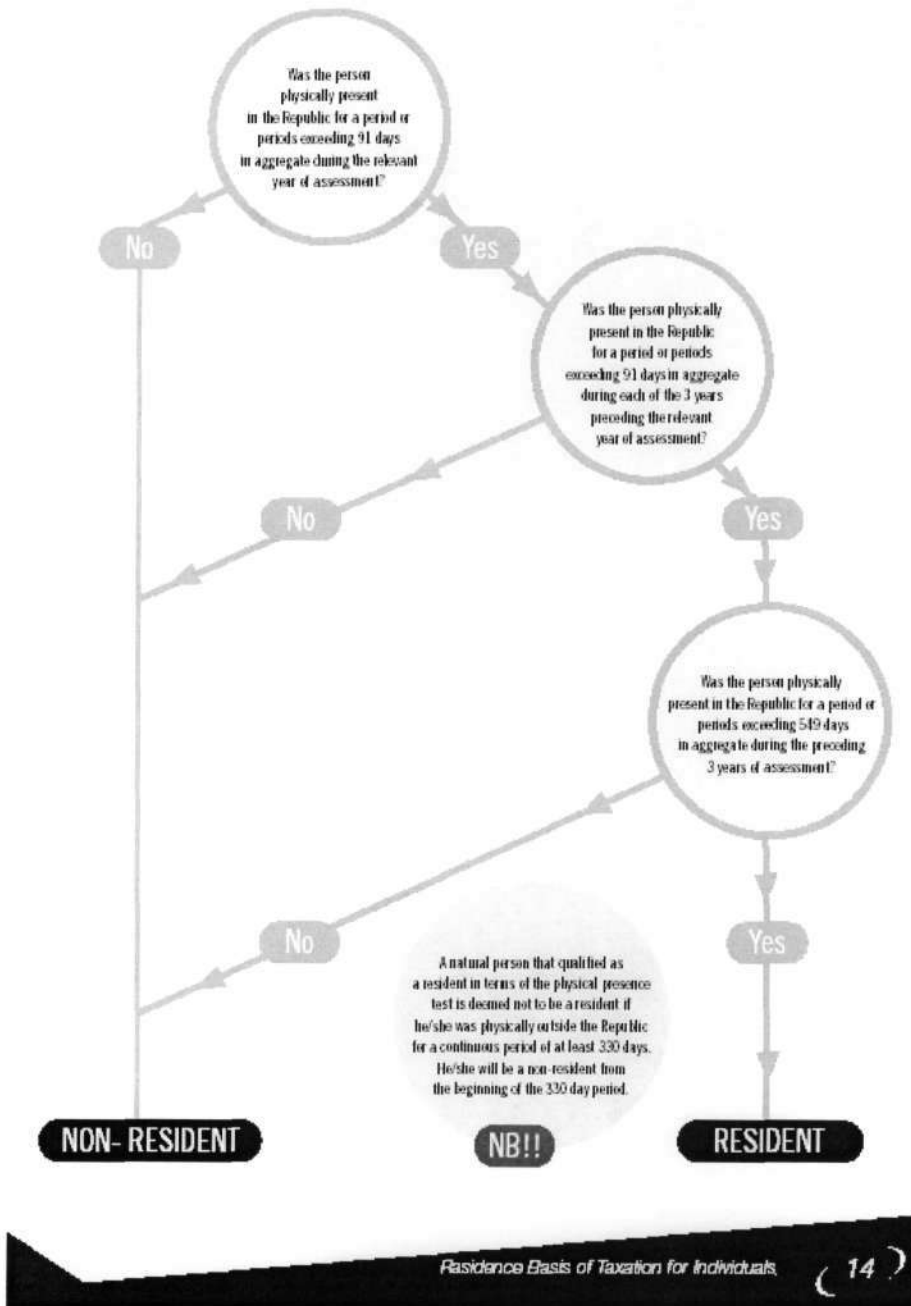 Was the person
physically present
in the Republic for a period or
periods exceeding 91 days
in aggregate during the relevant
year of assessment?
No
Yes
Was the person physically
present in the Republic
for a period or periods
exceeding 91 days in aggregate
during each of the 3 years
preceding the relevant
year of assessment?
No
Yes
Was the person physically
present in the Republic for a period or
periods exceeding 549 days
in aggregate during the preceding
3 years of assessment?
No
Yes
A natural person that qualified as
a resident in terms of the physical presence
test is deemed not to be a resident if
he/she was physically outside the Republic
for a continuous period of at least 330 days.
He/she will be a non-resident from
the beginning of the 330 day period.
NON- RESIDENT
NB!!
RESIDENT
Residence Basis of Taxation for Individuals,
14